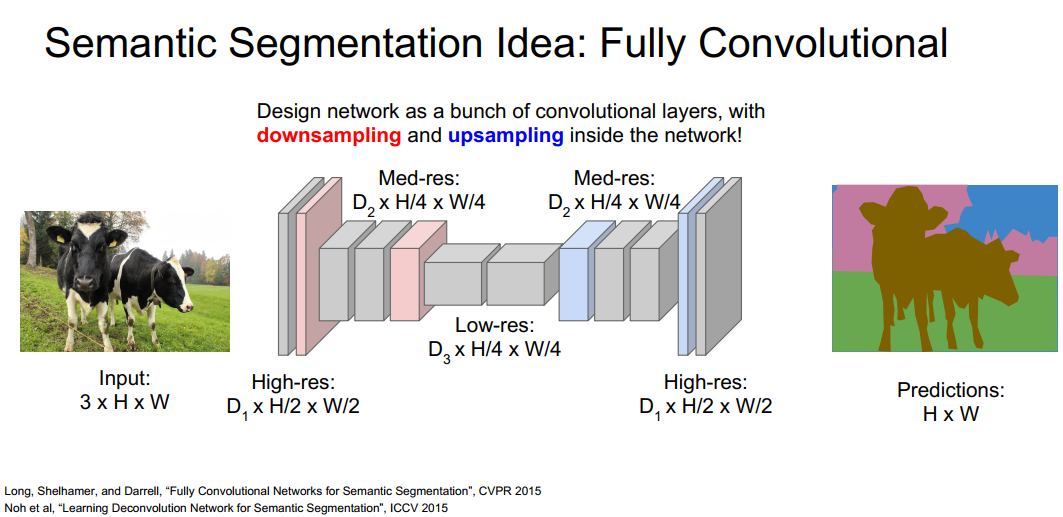 Semantic Segmentation Idea: Fully Convolutional
Design network as a bunch of convolutional layers, with
downsampling and upsampling inside the network!
Med-res:
D2 x H/4 x W/4
Med-res:
D2 x H/4 x W/4
Low-res:
D3 x H/4 x W/4
Input:
3 x H x W
High-res:
D1 x H/2 x W/2
High-res:
D1 x H/2 x W/2
Predictions:
H x W
Long, Shelhamer, and Darrell, “Fully Convolutional Networks for Semantic Segmentation”, CVPR 2015
Noh et al, “Learning Deconvolution Network for Semantic Segmentation”, ICCV 2015